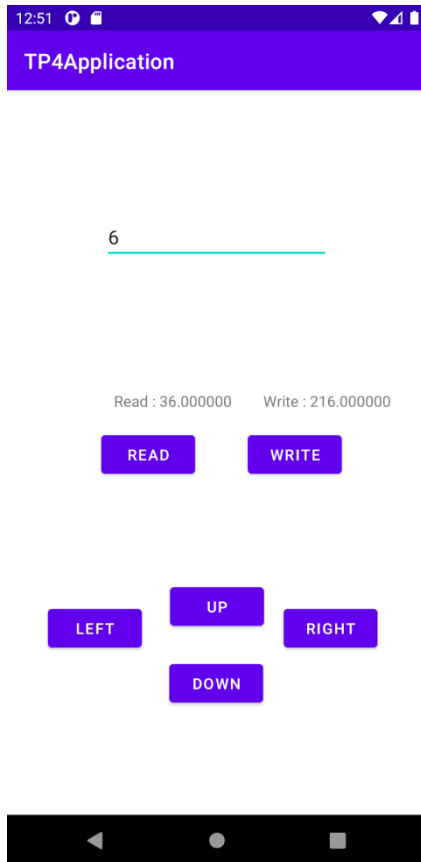 12:51
TP4Application
6
Read : 36.000000 Write : 216.000000
READ WRITE
UP
LEFT RIGHT
DOWN